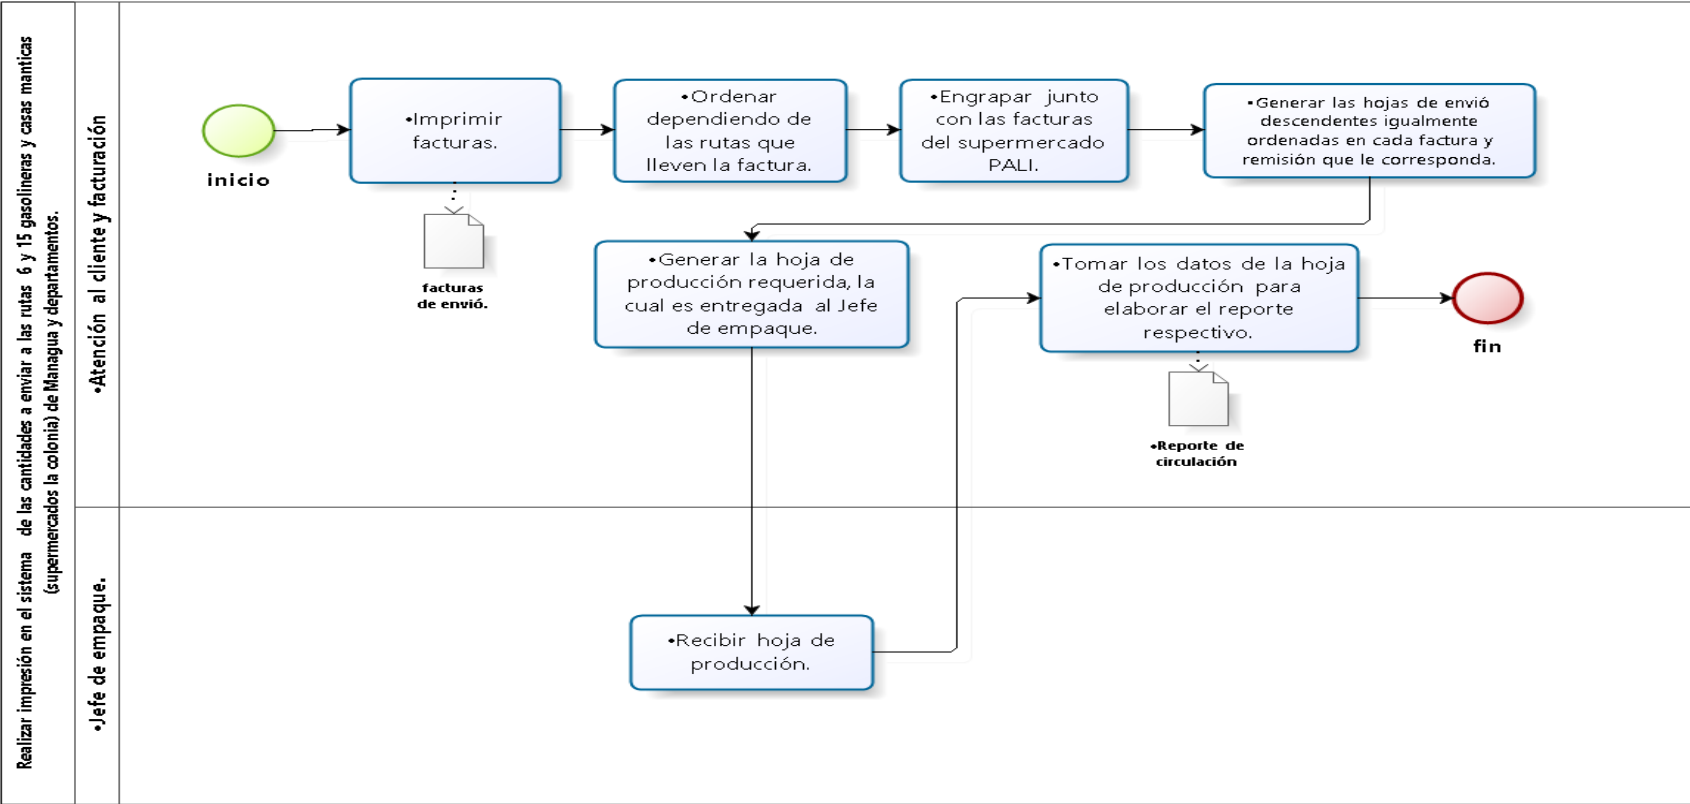 Realizar impresión en el sistema de las cantidades a enviar a las rutas 6 y 15 gasolineras y casas manticas
(supermercados la colonia) de Managua y departamentos.
•Atención al cliente y facturación
inicio
•Imprimir
facturas.
facturas
de envió.
•Ordenar
dependiendo de
las rutas que
lleven la factura.
•Engrapar junto
con las facturas
del supermercado
PALI.
•Generar las hojas de envió
descendentes igualmente
ordenadas en cada factura y
remisión que le corresponda.
•Generar la hoja de
producción requerida, la
cual es entregada al Jefe
de empaque.
•Tomar los datos de la hoja
de producción para
elaborar el reporte
respectivo.
fin
•Reporte de
circulación
•Jefe de empaque.
•Recibir hoja de
producción.